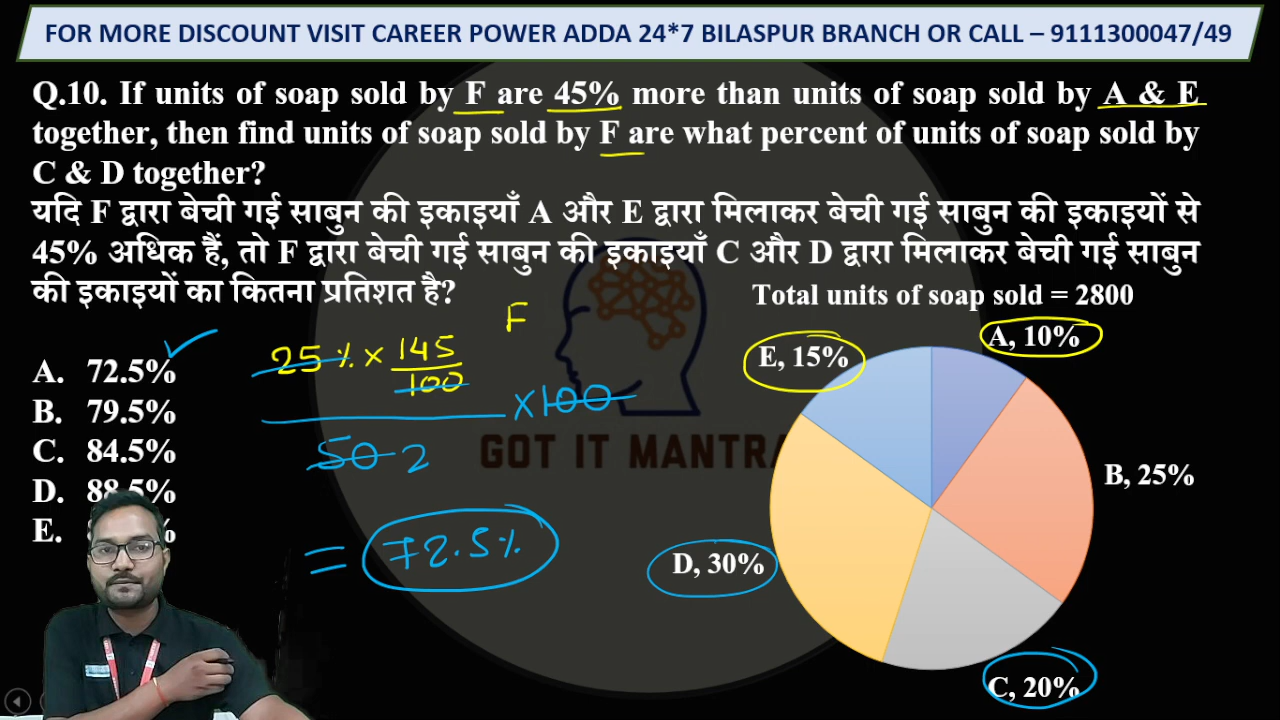 FOR MORE DISCOUNT VISIT CAREER POWER ADDA 24*7 BILASPUR BRANCH OR CALL – 9111300047/49
Q.10. If units of soap sold by F are 45% more than units of soap sold by A & E
together, then find units of soap sold by F are what percent of units of soap sold by
C & D together?
यदि F द्वारा बेची गई साबुन की इकाइयाँ A और E द्वारा मिलाकर बेची गई साबुन की इकाइयों से
45% अधिक हैं, तो F द्वारा बेची गई साबुन की इकाइयाँ C और D द्वारा मिलाकर बेची गई साबुन
की इकाइयों का कितना प्रतिशत है?
Total units of soap sold = 2800
F
A. 72.5%
B. 79.5%
C. 84.5%
D. 88.5%
E.
25% × 145
100
×100
50 2
= 72.5%
GOT IT MANTRA
A, 10%
E, 15%
B, 25%
D, 30%
C, 20%